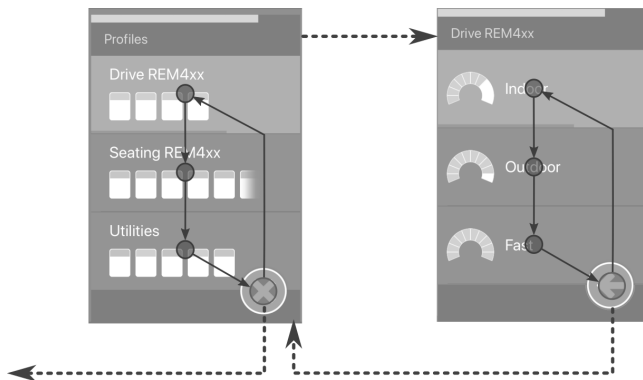 Profiles
Drive REM4xx
Seating REM4xx
Utilities
Drive REM4xx
Indoor
Outdoor
Fast